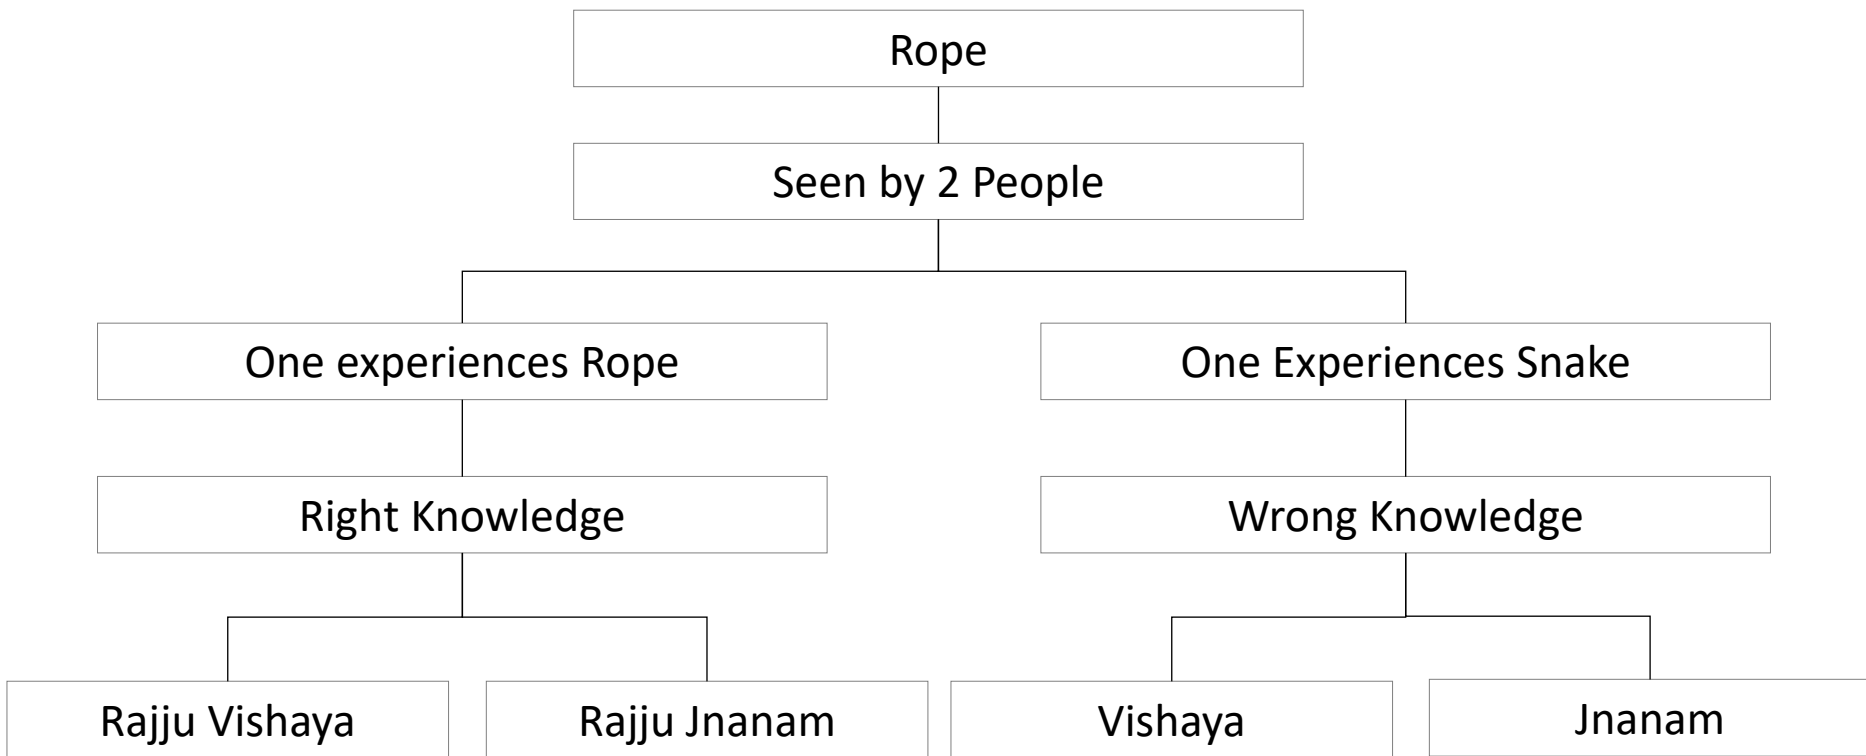 Rope
Seen by 2 People
One experiences Rope
One Experiences Snake
Right Knowledge
Wrong Knowledge
Rajju Vishaya
Rajju Jnanam
Vishaya
Jnanam